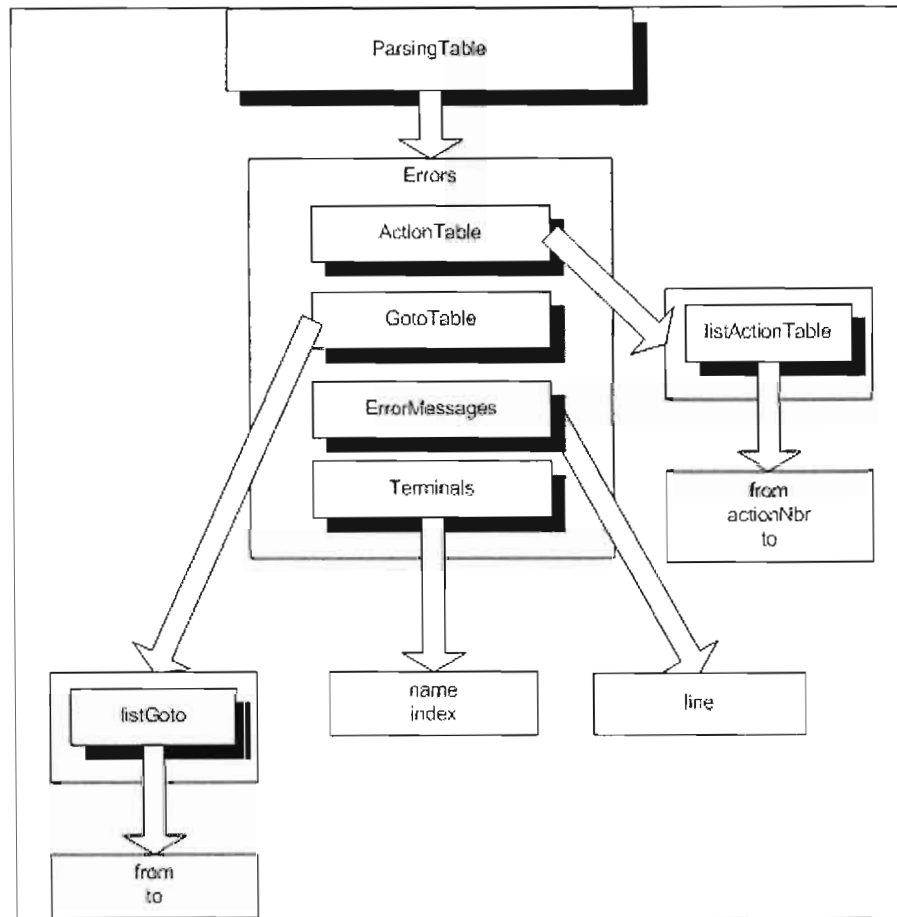 ParsingTable
Errors
ActionTable
GotoTable
listActionTable
ErrorMessages
Terminals
from
actionNbr
to
name
index
line
listGoto
from
to